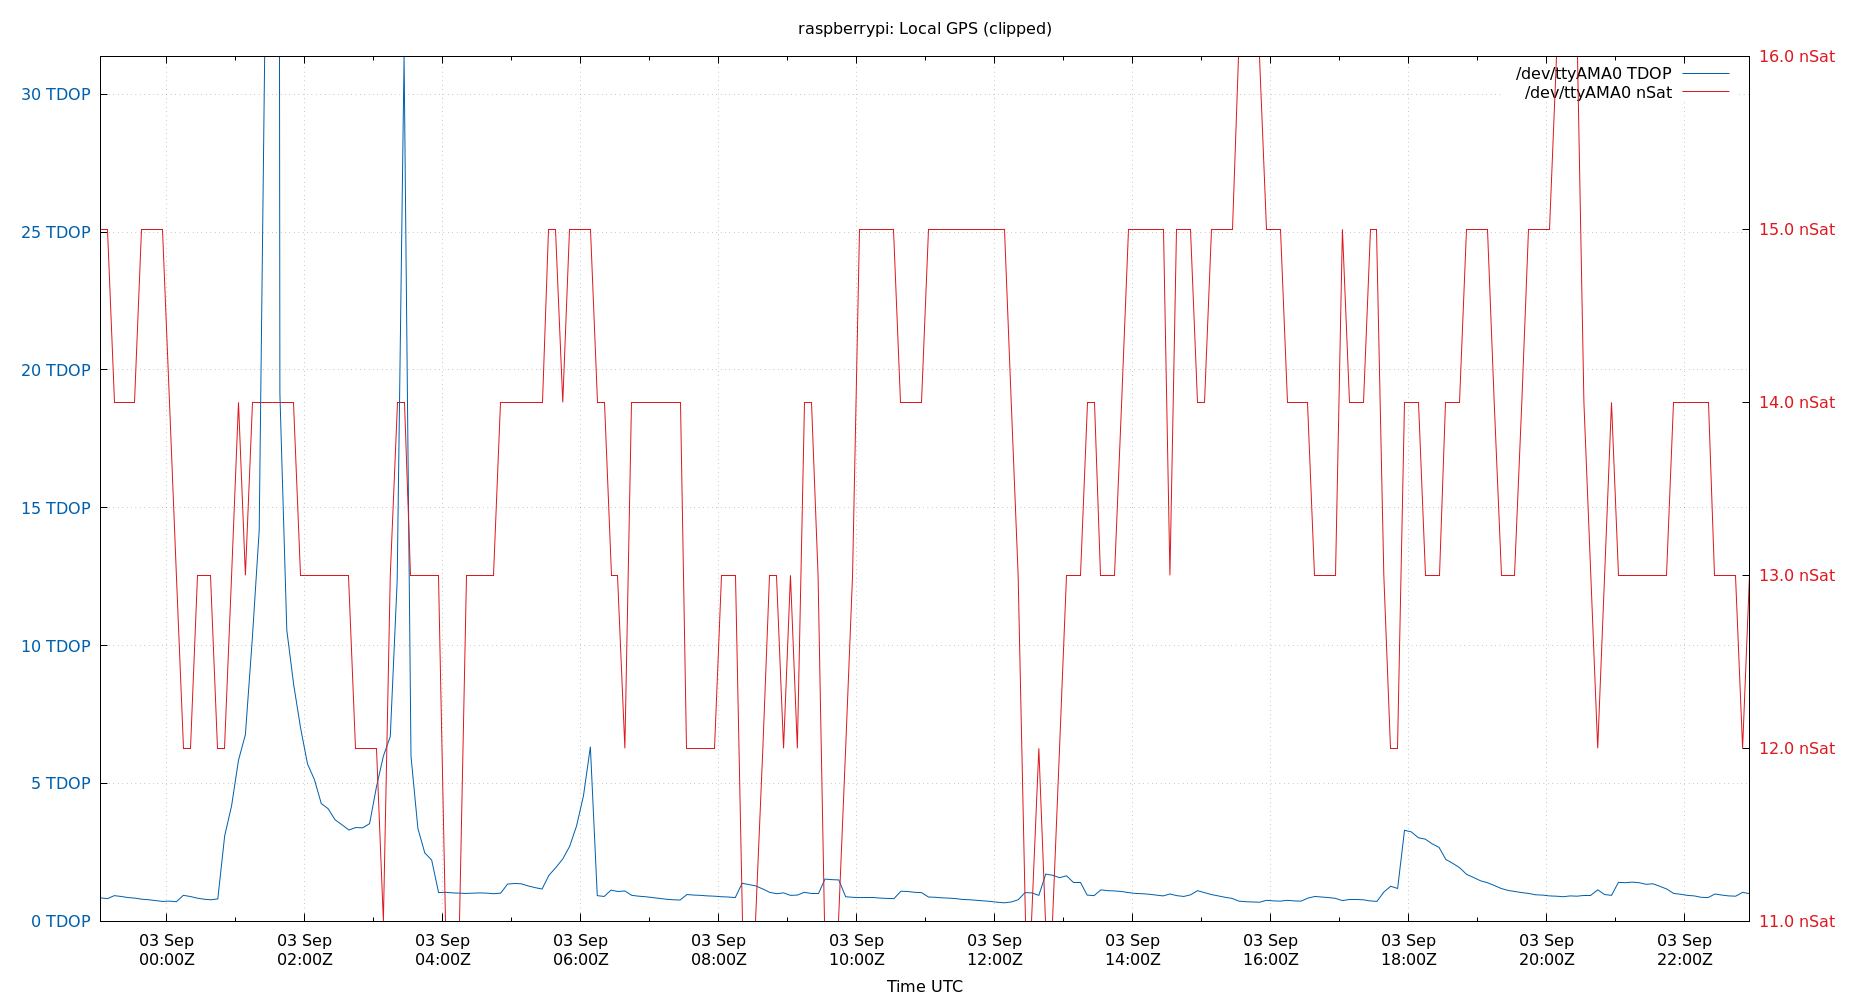 raspberrypi: Local GPS (clipped)
30 TDOP
25 TDOP
20 TDOP
15 TDOP
10 TDOP
5 TDOP
0 TDOP
16.0 nSat
15.0 nSat
14.0 nSat
13.0 nSat
12.0 nSat
11.0 nSat
/dev/ttyAMA0 TDOP
/dev/ttyAMA0 nSat
03 Sep 03 Sep 03 Sep 03 Sep 03 Sep 03 Sep 03 Sep 03 Sep 03 Sep 03 Sep 03 Sep 03 Sep
00:00Z 02:00Z 04:00Z 06:00Z 08:00Z 10:00Z 12:00Z 14:00Z 16:00Z 18:00Z 20:00Z 22:00Z
Time UTC